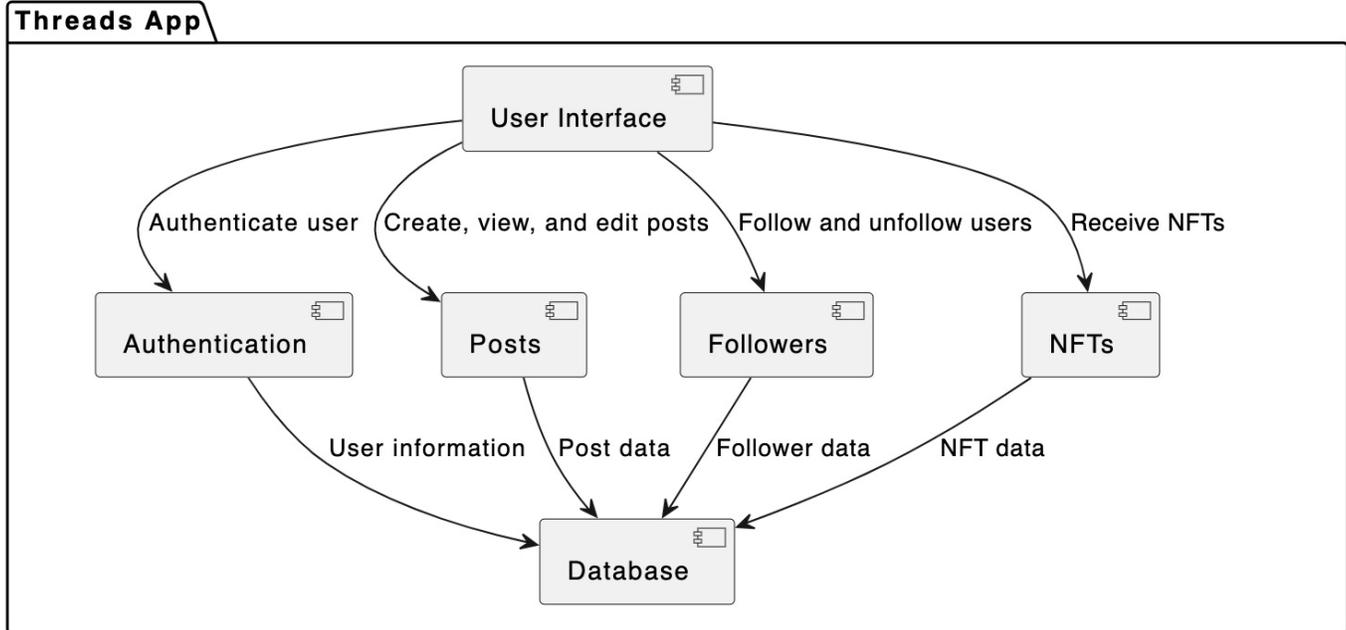 Threads App
User Interface
Authenticate user
Create, view, and edit posts
Follow and unfollow users
Receive NFTs
Authentication
Posts
Followers
NFTs
User information
Post data
Follower data
NFT data
Database